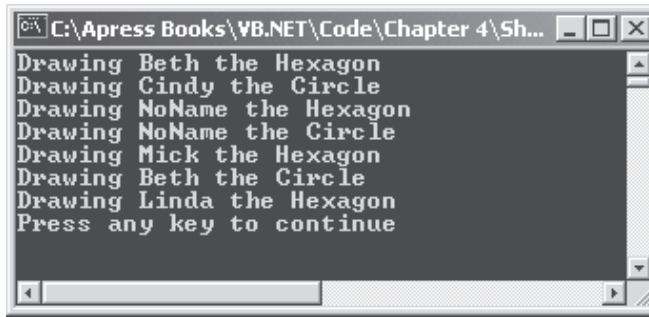 C:\Apress Books\VB.NET\Code\Chapter 4\Sh...
Drawing Beth the Hexagon
Drawing Cindy the Circle
Drawing NoName the Hexagon
Drawing NoName the Circle
Drawing Mick the Hexagon
Drawing Beth the Circle
Drawing Linda the Hexagon
Press any key to continue